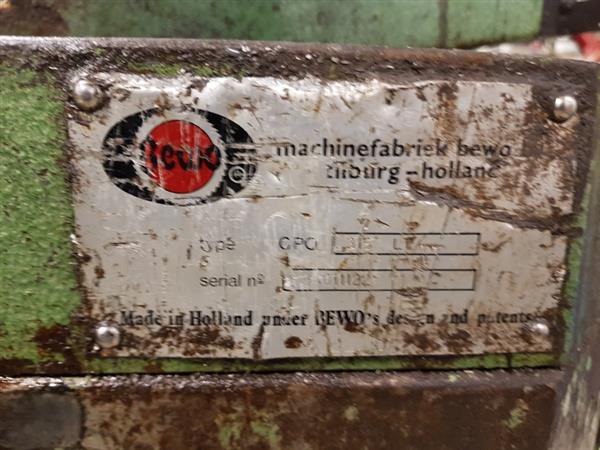 Bewo
machinefabriek bewo
tilburg-holland
type CPO
serial nº
Made in Holland under BEWO's design and patents